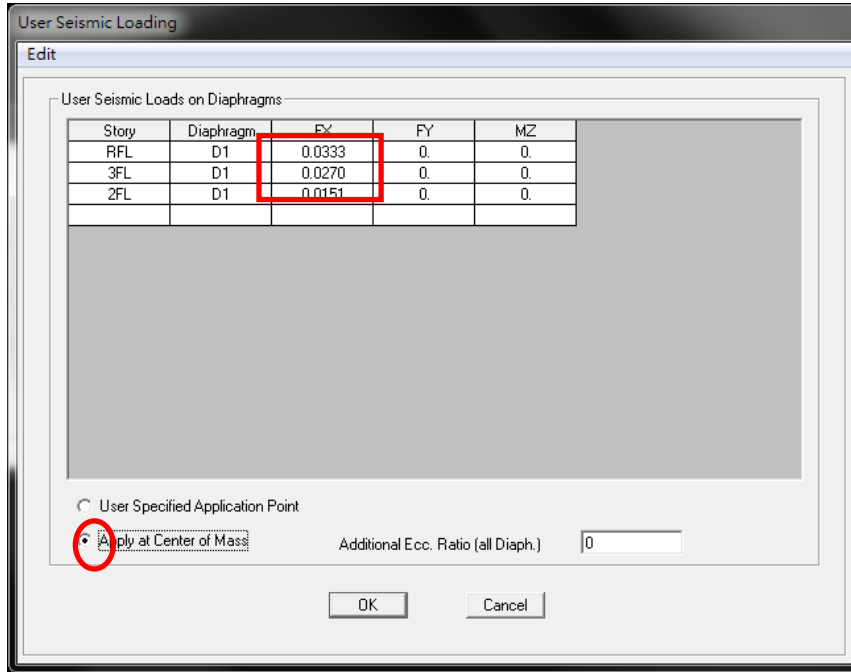 User Seismic Loading
Edit
User Seismic Loads on Diaphragms
Story Diaphragm FX FY MZ
RFL D1 0.0333 0. 0.
3FL D1 0.0270 0. 0.
2FL D1 0.0151 0. 0.
User Specified Application Point
Apply at Center of Mass Additional Ecc. Ratio (all Diaph.) 0
OK Cancel